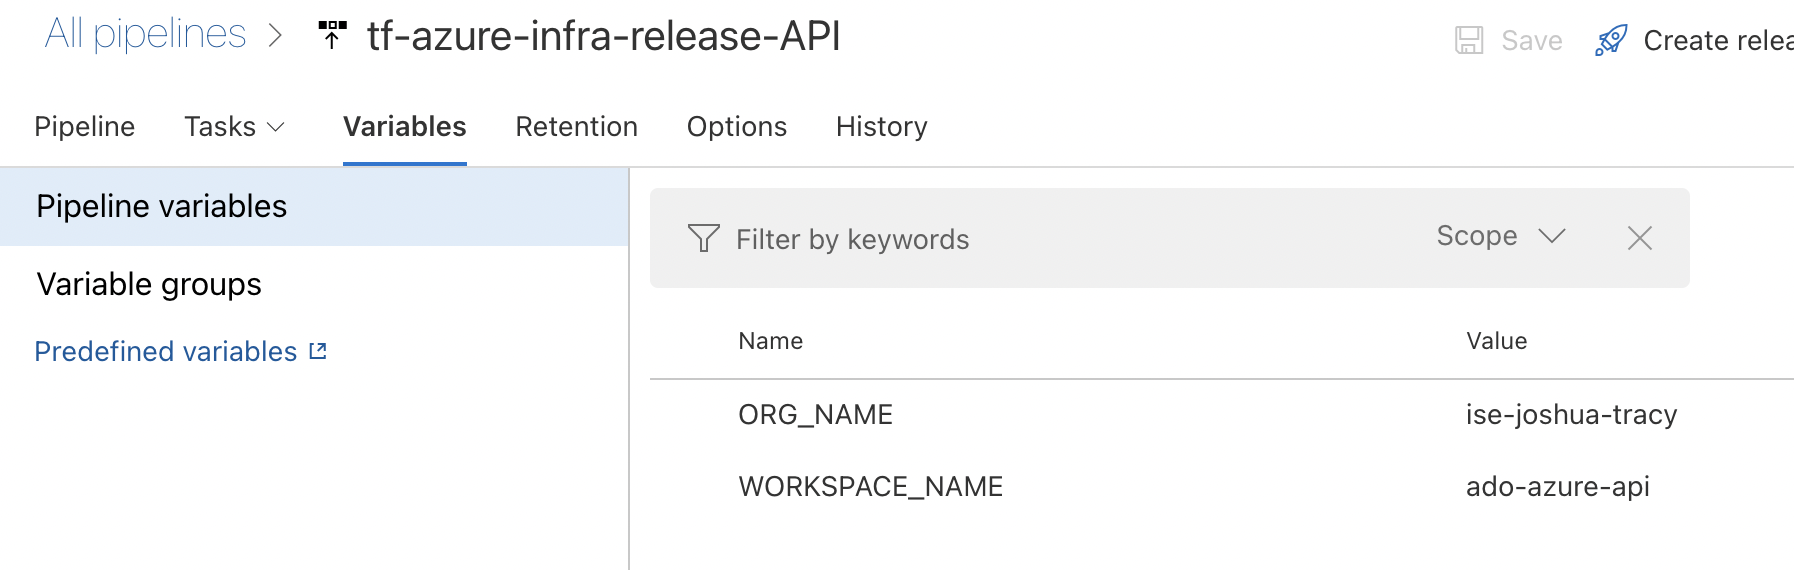 All pipelines > tf-azure-infra-release-API
Save Create relea
Pipeline Tasks Variables Retention Options History
Pipeline variables
Variable groups
Predefined variables
Filter by keywords Scope
Name Value
ORG_NAME ise-joshua-tracy
WORKSPACE_NAME ado-azure-api